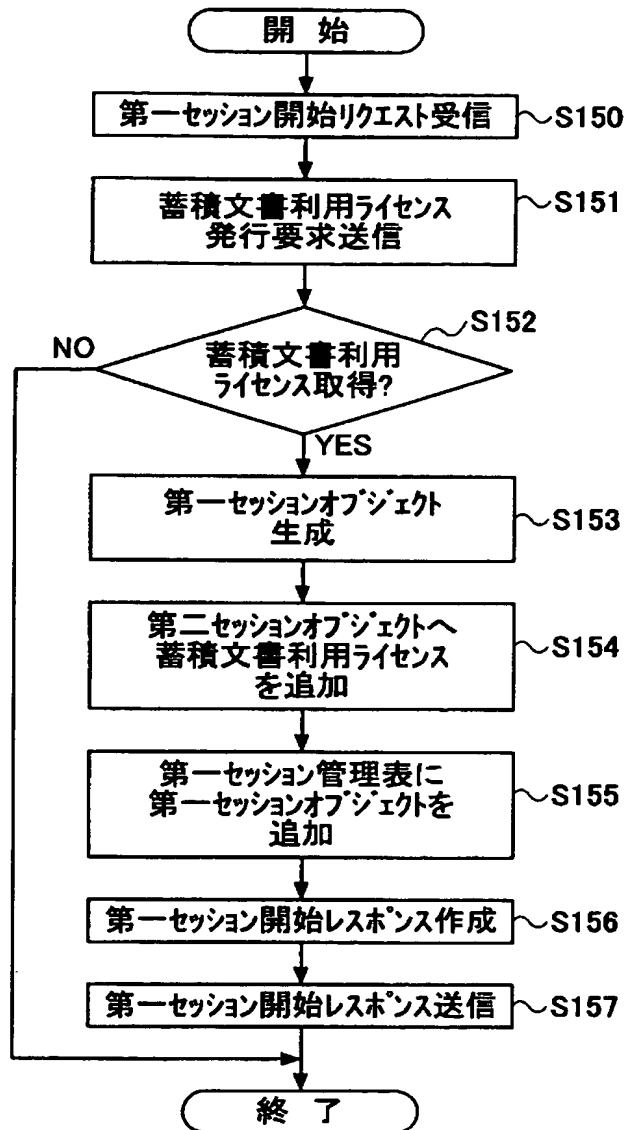 開 始
第一セッション開始リクエスト受信
S150
蓄積文書利用ライセンス
発行要求送信
S151
S152
NO
蓄積文書利用
ライセンス取得?
YES
第一セッションオブジェクト
生成
S153
第二セッションオブジェクトへ
蓄積文書利用ライセンス
を追加
S154
第一セッション管理表に
第一セッションオブジェクトを
追加
S155
第一セッション開始レスポンス作成
S156
第一セッション開始レスポンス送信
S157
終 了